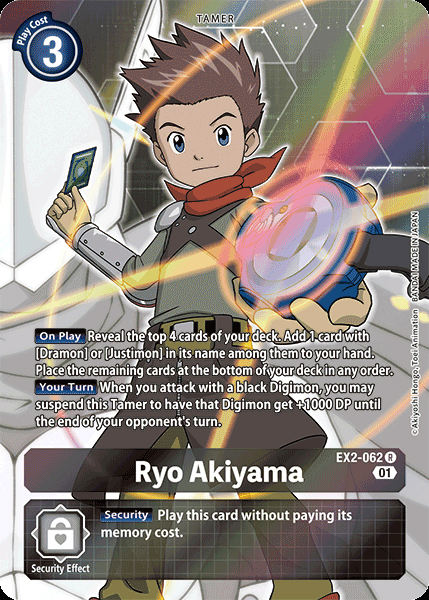 TAMER
Play Cost
3
On Play Reveal the top 4 cards of your deck. Add 1 card with
[Dramon] or [Justimon] in its name among them to your hand.
Place the remaining cards at the bottom of your deck in any order.
Your Turn When you attack with a black Digimon, you may
suspend this Tamer to have that Digimon get +1000 DP until
the end of your opponent's turn.
©Akiyoshi Hongo, Toei Animation BANDAI MADE IN JAPAN
EX2-062 R
Ryo Akiyama
01
Security Play this card without paying its
memory cost.
Security Effect